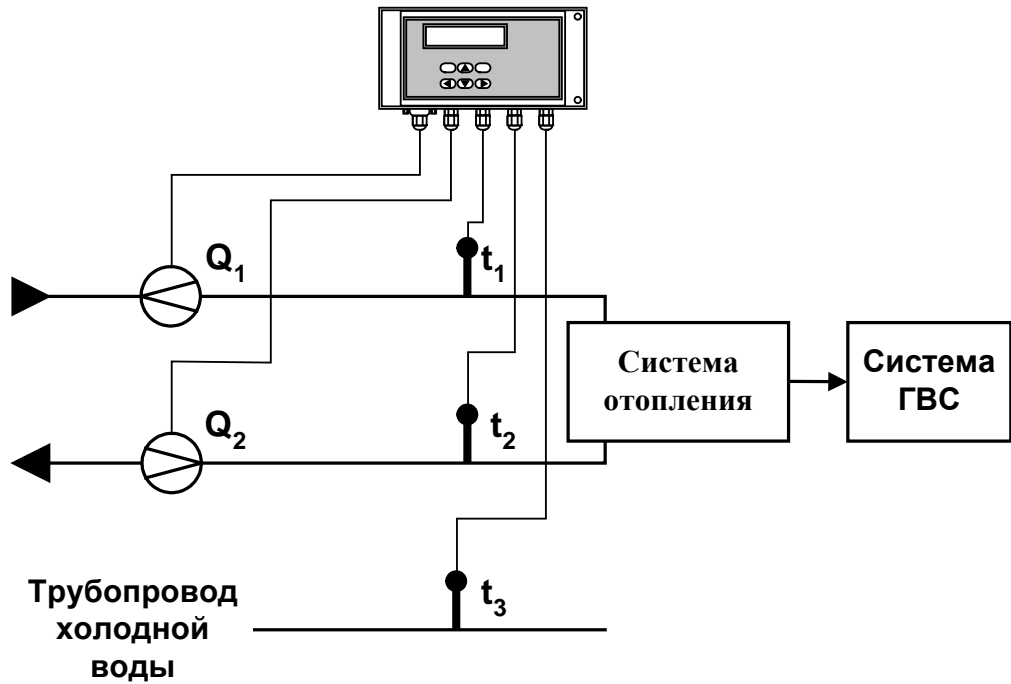 Q1
t1
Система
отопления
Система
ГВС
Q2
t2
Трубопровод
холодной
воды
t3